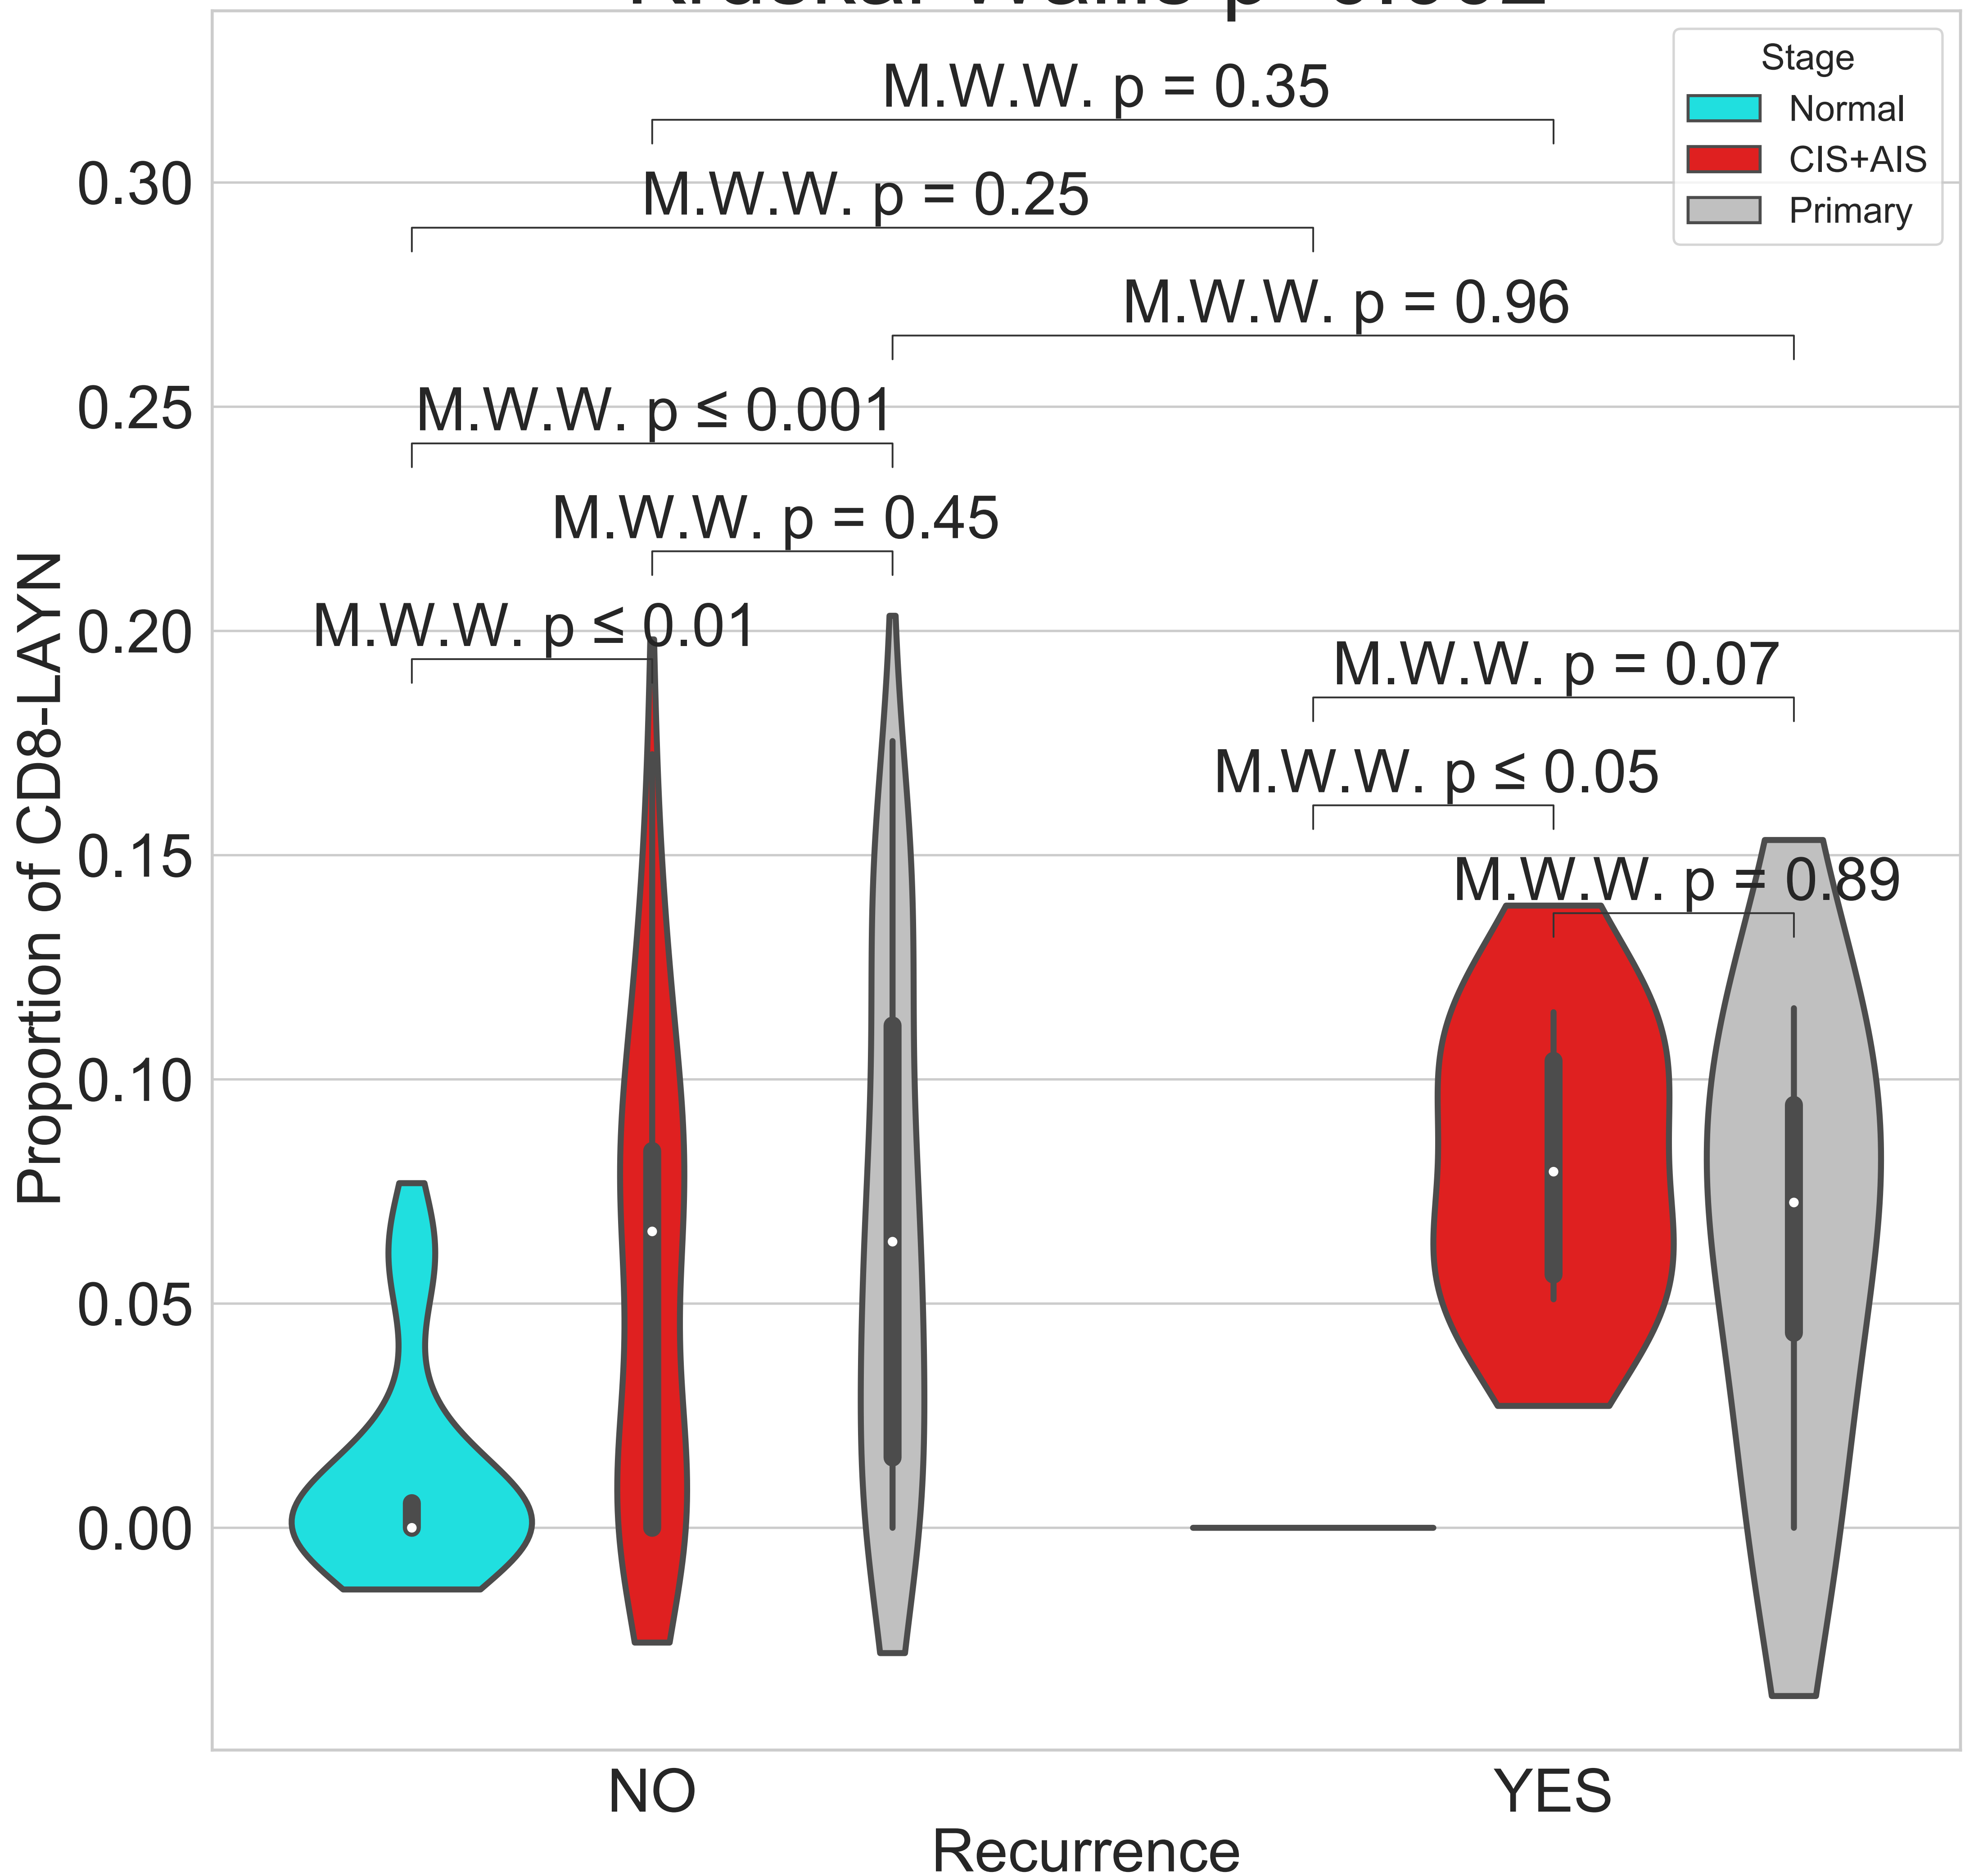 Stage
Normal
CIS+AIS
Primary
M.W.W. p = 0.35
M.W.W. p = 0.25
M.W.W. p = 0.96
M.W.W. p ≤ 0.001
M.W.W. p = 0.45
M.W.W. p ≤ 0.01
M.W.W. p = 0.07
M.W.W. p ≤ 0.05
M.W.W. p = 0.89
0.30
0.25
0.20
0.15
0.10
0.05
0.00
Proportion of CD8-LAYN
NO
YES
Recurrence